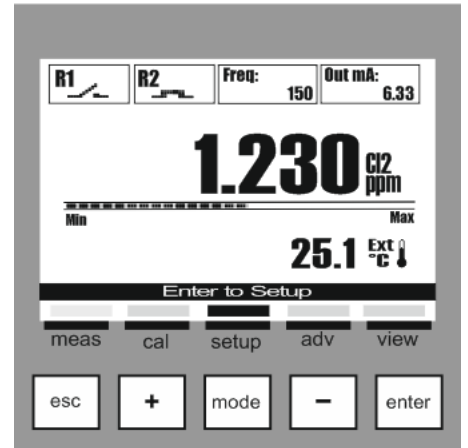 R1 R2 Freq: 150 Out mA: 6.33
1.230 Cl2 ppm
Min Max
25.1 Ext °C
Enter to Setup
meas cal setup adv view
esc + mode − enter